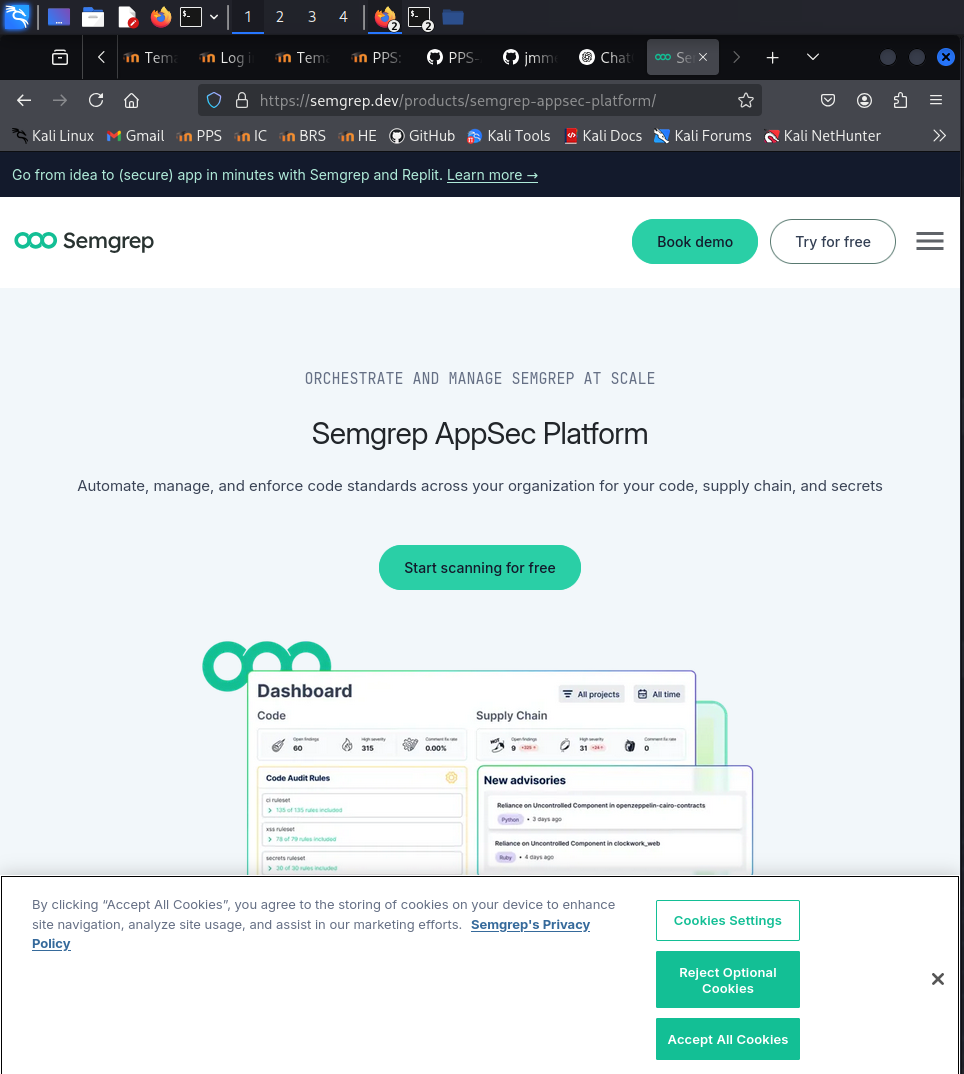 1 2 3 4 2 2
Tema Log i Tema PPS: PPS- jmm Chat Se
https://semgrep.dev/products/semgrep-appsec-platform/
Kali Linux Gmail PPS IC BRS HE GitHub Kali Tools Kali Docs Kali Forums Kali NetHunter
Go from idea to (secure) app in minutes with Semgrep and Replit. Learn more →
Semgrep Book demo Try for free
ORCHESTRATE AND MANAGE SEMGREP AT SCALE
Semgrep AppSec Platform
Automate, manage, and enforce code standards across your organization for your code, supply chain, and secrets
Start scanning for free
Dashboard All projects All time
Code Supply Chain
Open findings High severity Comment fix rate Open findings High severity Comment fix rate
60 315 0.00% 9 +220 31 +24 0
Code Audit Rules New advisories
ci ruleset
135 of 135 rules included
xss ruleset
78 of 79 rules included
secrets ruleset
30 of 30 rules included
Reliance on Uncontrolled Component in openzeppelin-cairo-contracts
Python • 3 days ago
Reliance on Uncontrolled Component in clockwork_web
Ruby • 4 days ago
By clicking “Accept All Cookies”, you agree to the storing of cookies on your device to enhance
site navigation, analyze site usage, and assist in our marketing efforts. Semgrep's Privacy
Policy
Cookies Settings
Reject Optional
Cookies
Accept All Cookies